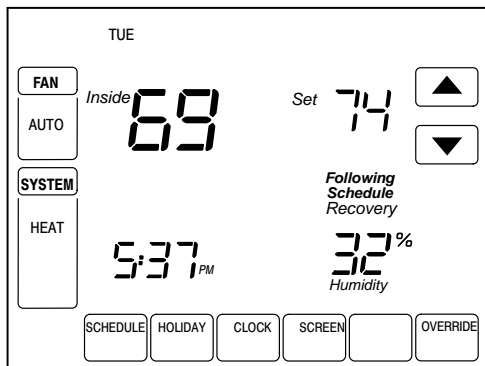 TUE
FAN
AUTO
Inside 69
Set 74
SYSTEM
HEAT
Following
Schedule
Recovery
5:37 PM
32%
Humidity
SCHEDULE HOLIDAY CLOCK SCREEN OVERRIDE